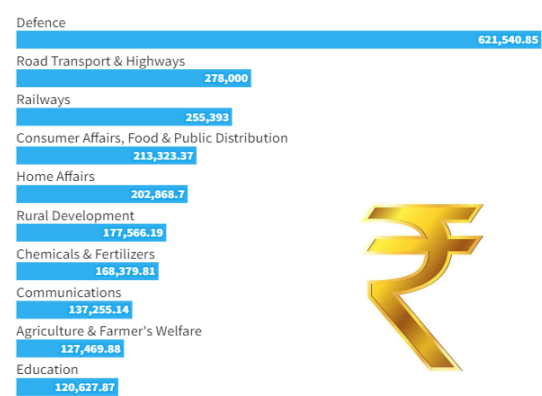 Defence
621,540.85
Road Transport & Highways
278,000
Railways
255,393
Consumer Affairs, Food & Public Distribution
213,323.37
Home Affairs
202,868.7
Rural Development
177,566.19
Chemicals & Fertilizers
168,379.81
Communications
137,255.14
Agriculture & Farmer's Welfare
127,469.88
Education
120,627.87
₹